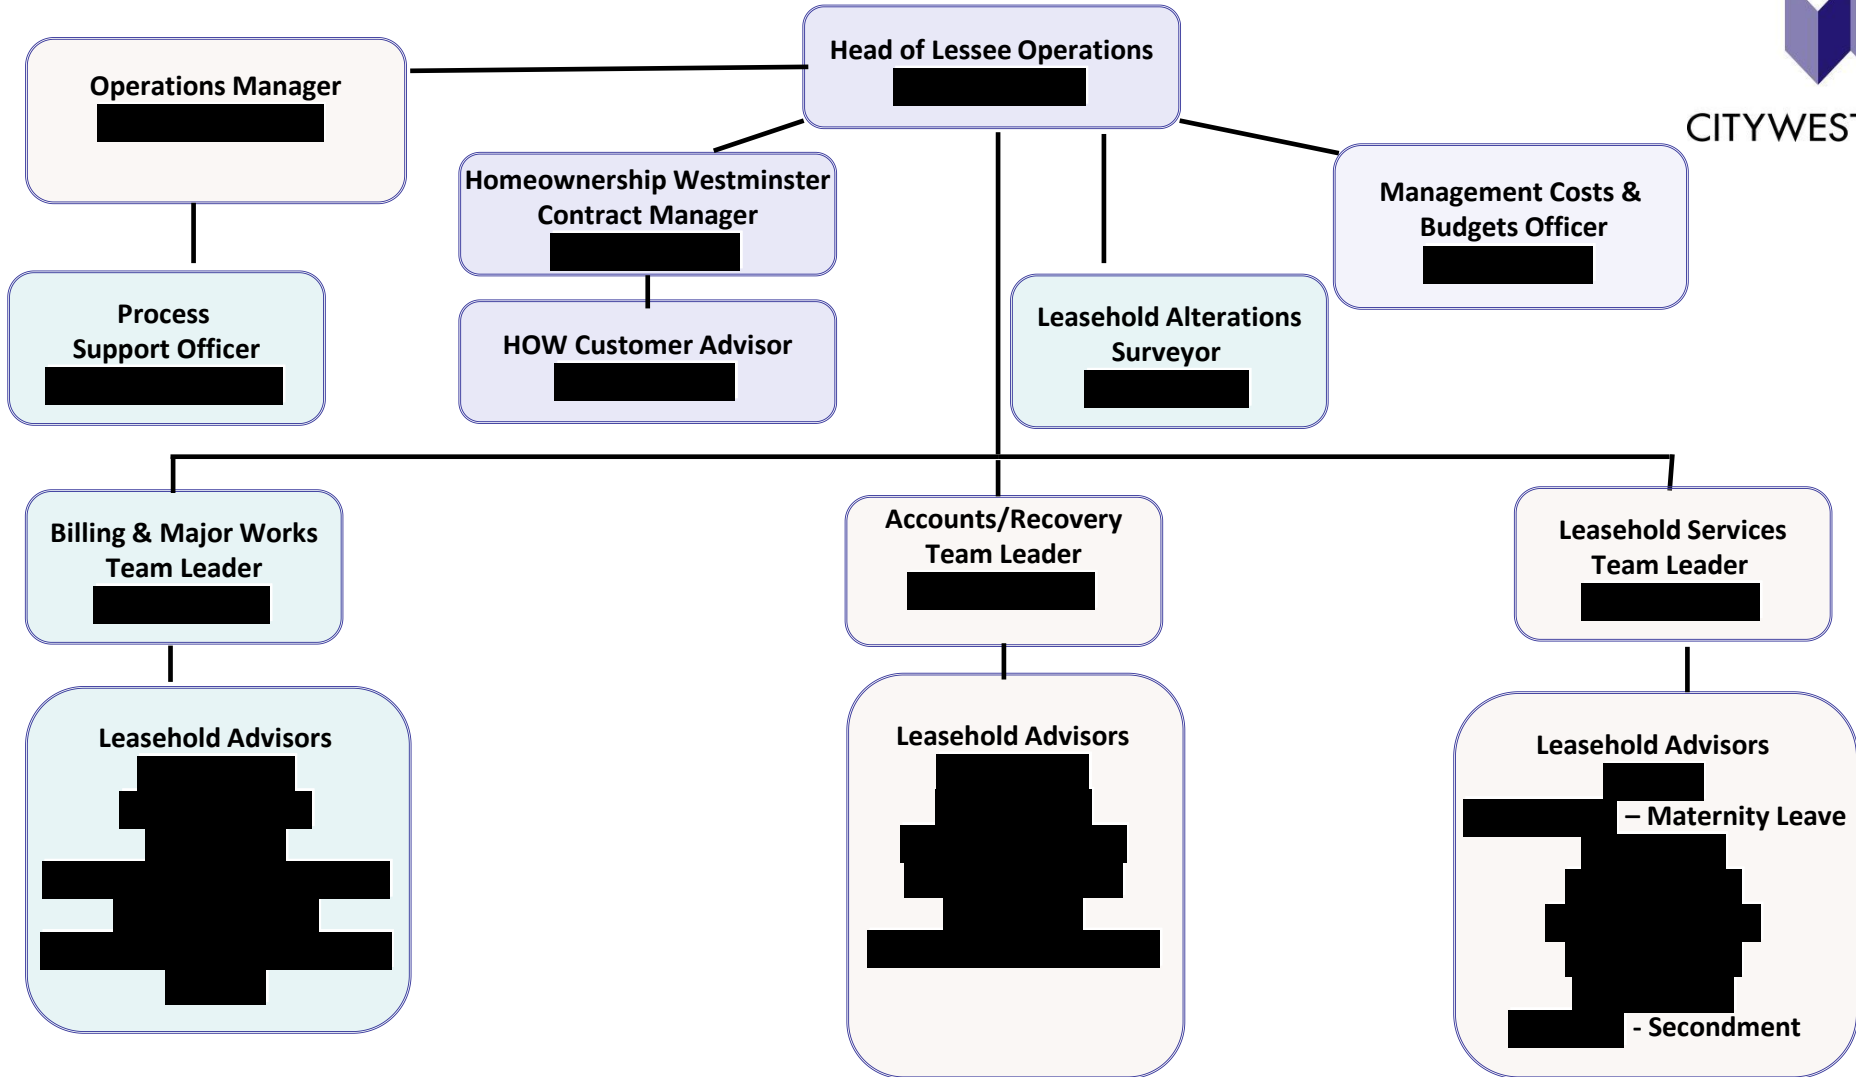 Head of Lessee Operations
Operations Manager
CITYWEST
Homeownership Westminster
Contract Manager
Management Costs &
Budgets Officer
Process
Support Officer
HOW Customer Advisor
Leasehold Alterations
Surveyor
Billing & Major Works
Team Leader
Accounts/Recovery
Team Leader
Leasehold Services
Team Leader
Leasehold Advisors
Leasehold Advisors
Leasehold Advisors
– Maternity Leave
- Secondment